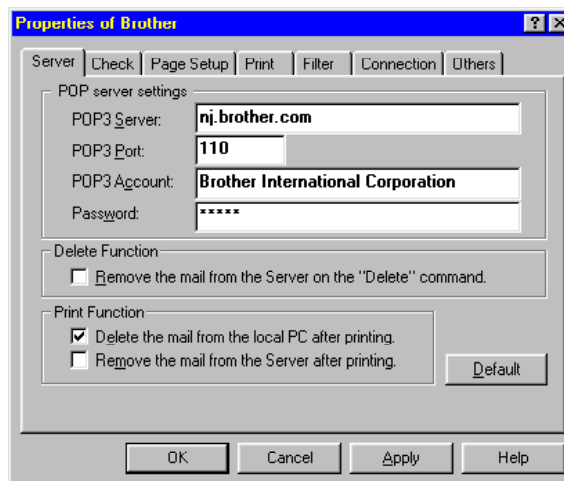 Properties of Brother
Server Check Page Setup Print Filter Connection Others
POP server settings
POP3 Server: nj.brother.com
POP3 Port: 110
POP3 Account: Brother International Corporation
Password: *****
Delete Function
Remove the mail from the Server on the "Delete" command.
Print Function
Delete the mail from the local PC after printing.
Remove the mail from the Server after printing.
Default
OK Cancel Apply Help